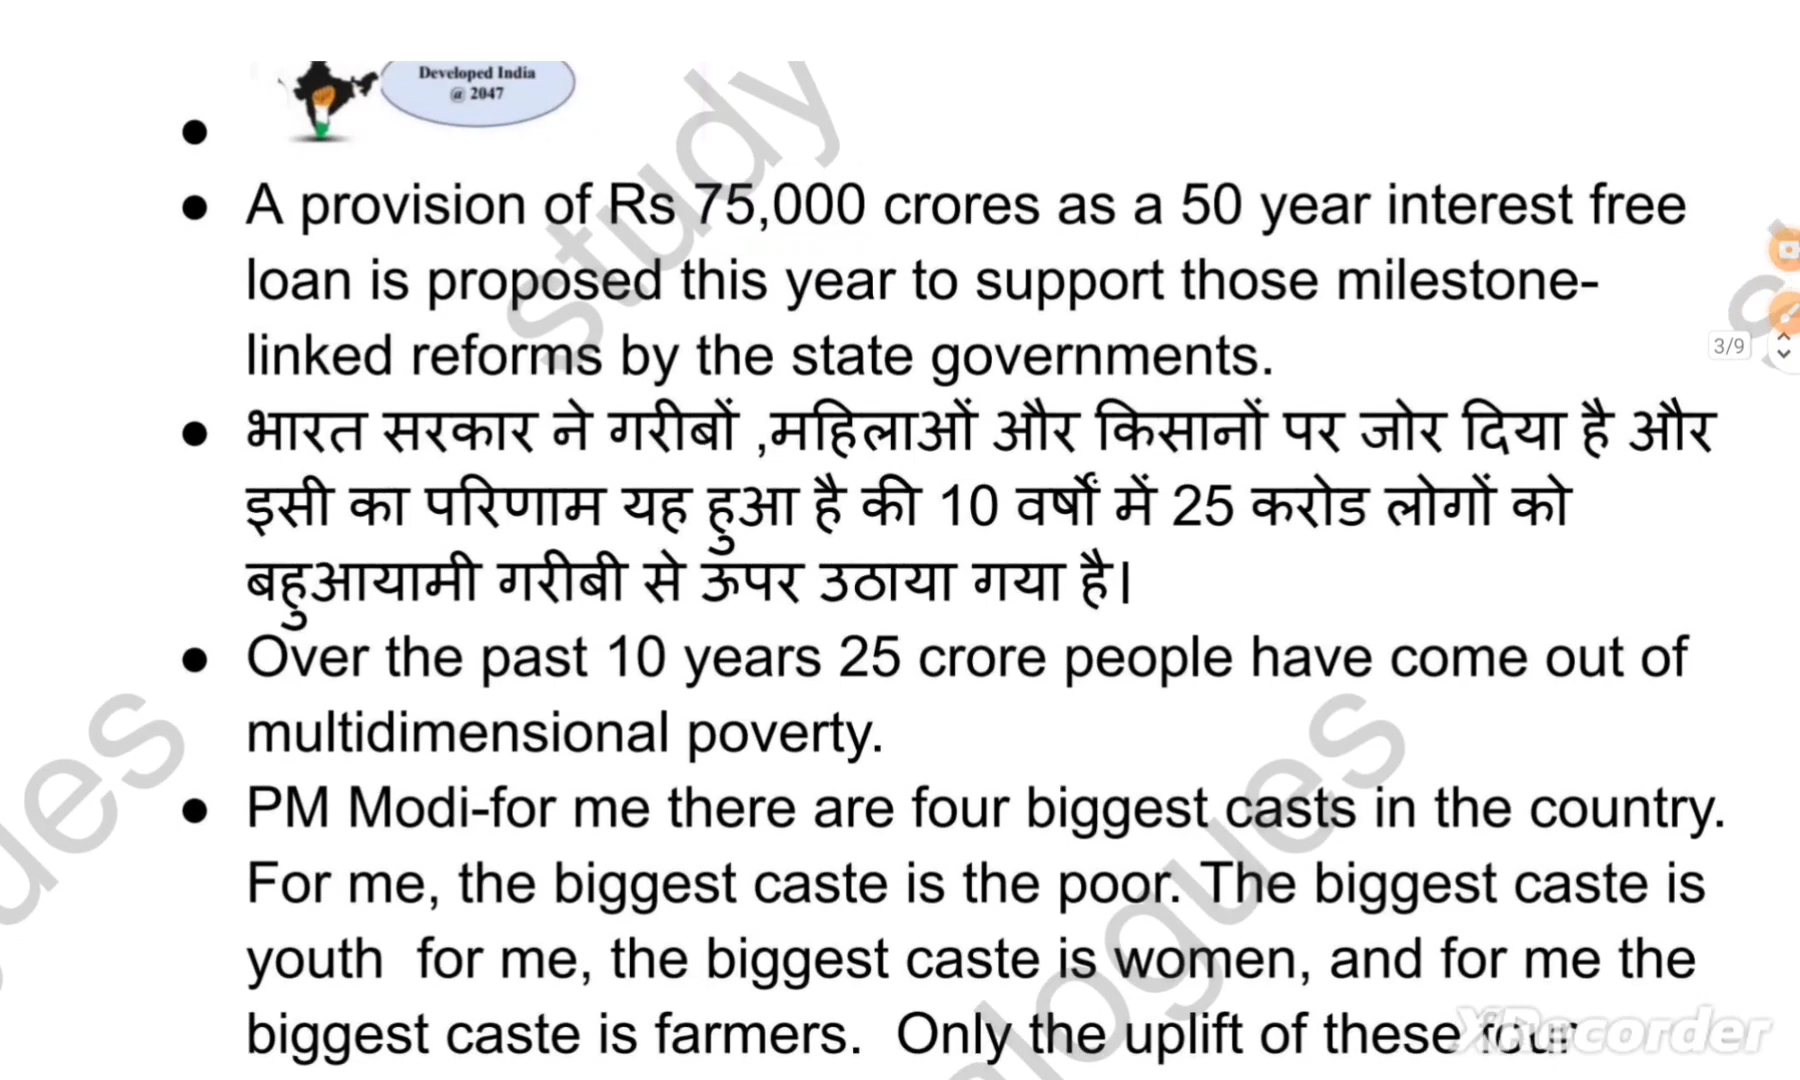 Developed India
@ 2047
● A provision of Rs 75,000 crores as a 50 year interest free
loan is proposed this year to support those milestone-
linked reforms by the state governments.
3/9
● भारत सरकार ने गरीबों ,महिलाओं और किसानों पर जोर दिया है और
इसी का परिणाम यह हुआ है की 10 वर्षों में 25 करोड लोगों को
बहुआयामी गरीबी से ऊपर उठाया गया है।
● Over the past 10 years 25 crore people have come out of
multidimensional poverty.
● PM Modi-for me there are four biggest casts in the country.
For me, the biggest caste is the poor. The biggest caste is
youth  for me, the biggest caste is women, and for me the
biggest caste is farmers.  Only the uplift of these four
XRecorder
study
logues